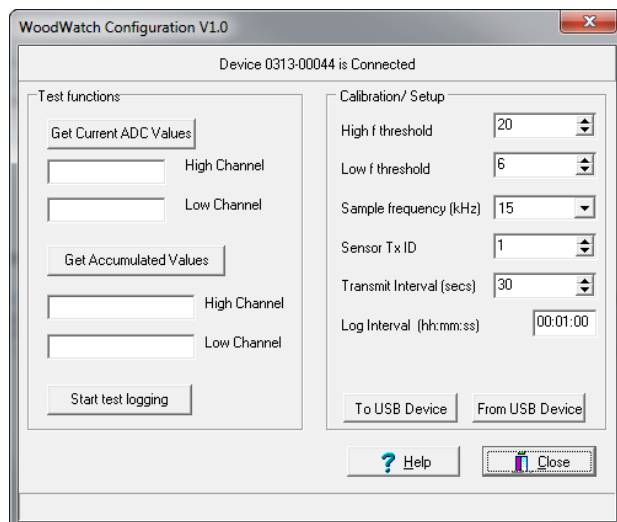 WoodWatch Configuration V1.0
x
Device 0313-00044 is Connected
Test functions
Get Current ADC Values
High Channel
Low Channel
Get Accumulated Values
High Channel
Low Channel
Start test logging
Calibration/ Setup
High f threshold 20
Low f threshold 6
Sample frequency (kHz) 15
Sensor Tx ID 1
Transmit Interval (secs) 30
Log Interval (hh:mm:ss) 00:01:00
To USB Device From USB Device
? Help Close